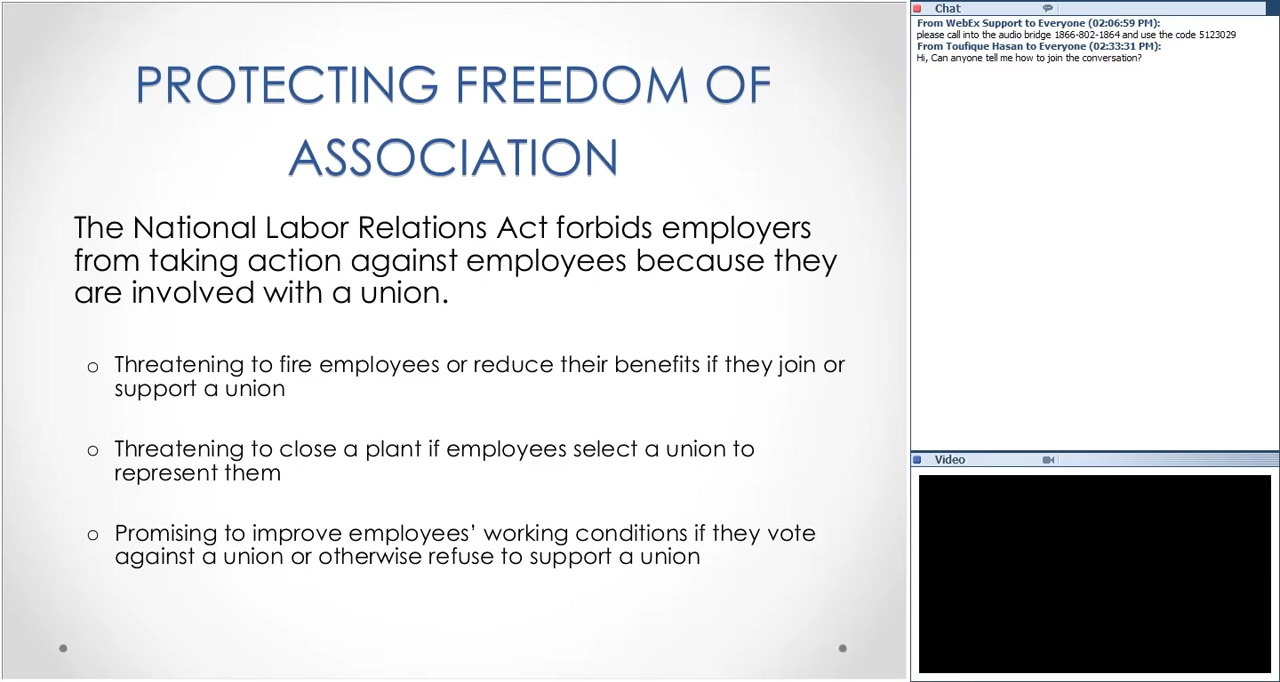 PROTECTING FREEDOM OF
ASSOCIATION
The National Labor Relations Act forbids employers
from taking action against employees because they
are involved with a union.
o Threatening to fire employees or reduce their benefits if they join or
support a union
o Threatening to close a plant if employees select a union to
represent them
o Promising to improve employees’ working conditions if they vote
against a union or otherwise refuse to support a union
Chat
From WebEx Support to Everyone (02:06:59 PM):
please call into the audio bridge 1866-802-1864 and use the code 5123029
From Toufique Hasan to Everyone (02:33:31 PM):
Hi, Can anyone tell me how to join the conversation?
Video